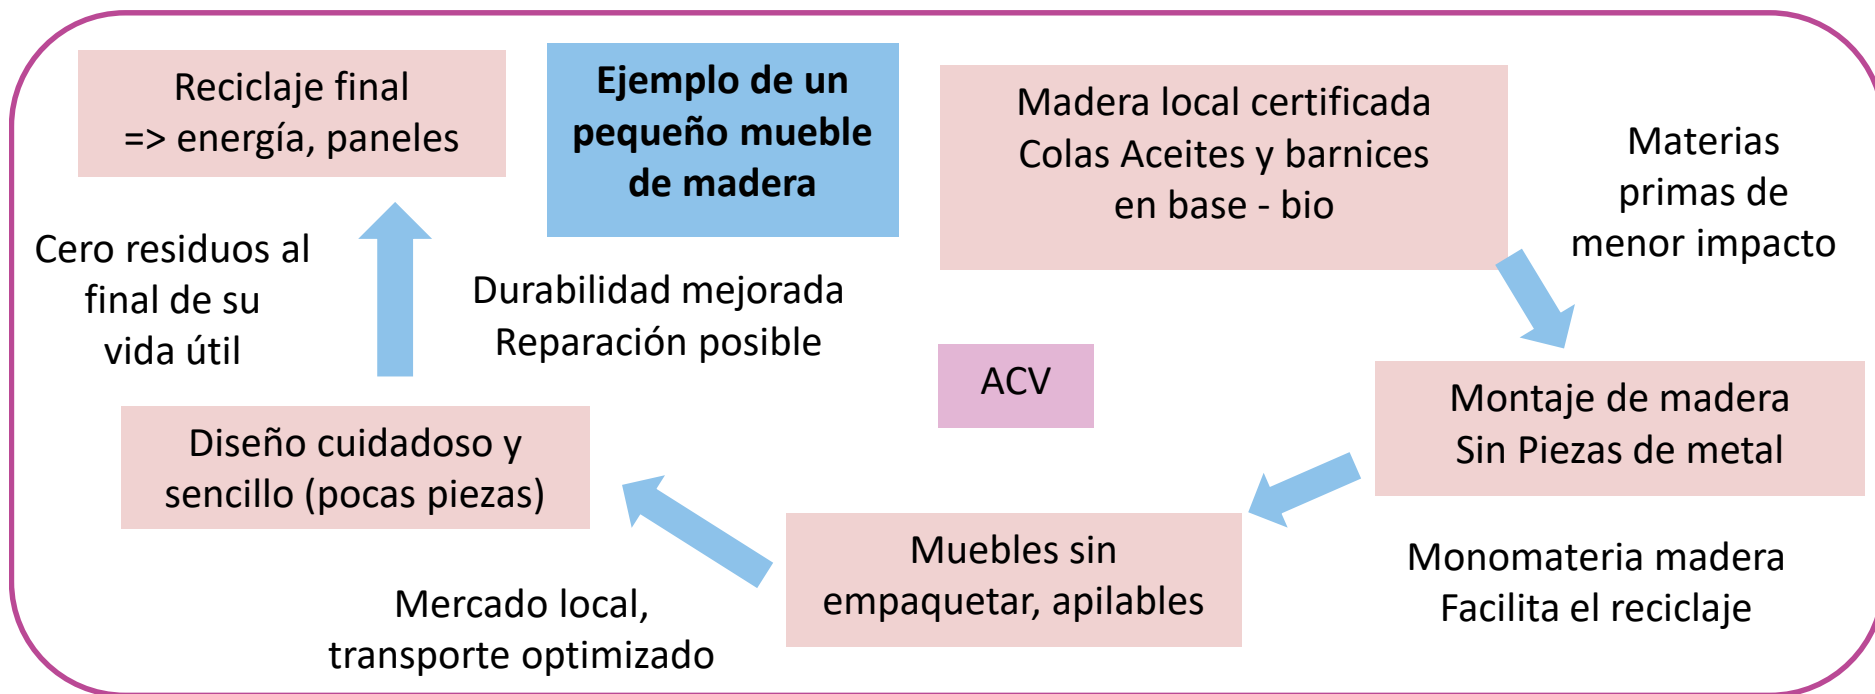 Reciclaje final
=> energía, paneles
Ejemplo de un
pequeño mueble
de madera
Madera local certificada
Colas Aceites y barnices
en base - bio
Materias
primas de
menor impacto
Cero residuos al
final de su
vida útil
Durabilidad mejorada
Reparación posible
ACV
Montaje de madera
Sin Piezas de metal
Diseño cuidadoso y
sencillo (pocas piezas)
Muebles sin
empaquetar, apilables
Monomateria madera
Facilita el reciclaje
Mercado local,
transporte optimizado